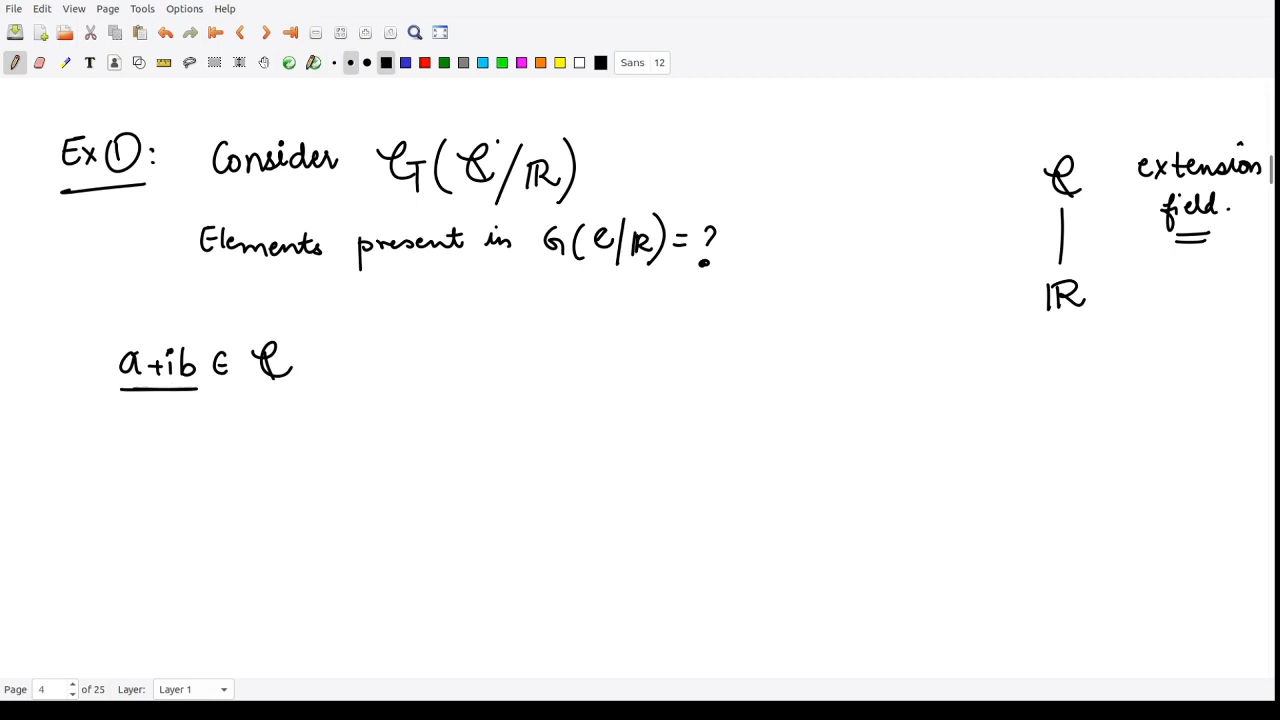 File Edit View Page Tools Options Help
Sans 12
Ex ①: Consider G(ℂ/ℝ)
Elements present in G(ℂ/ℝ) = ?
a+ib ∈ ℂ
ℂ
ℝ
extension
field.
Page 4 of 25 Layer: Layer 1